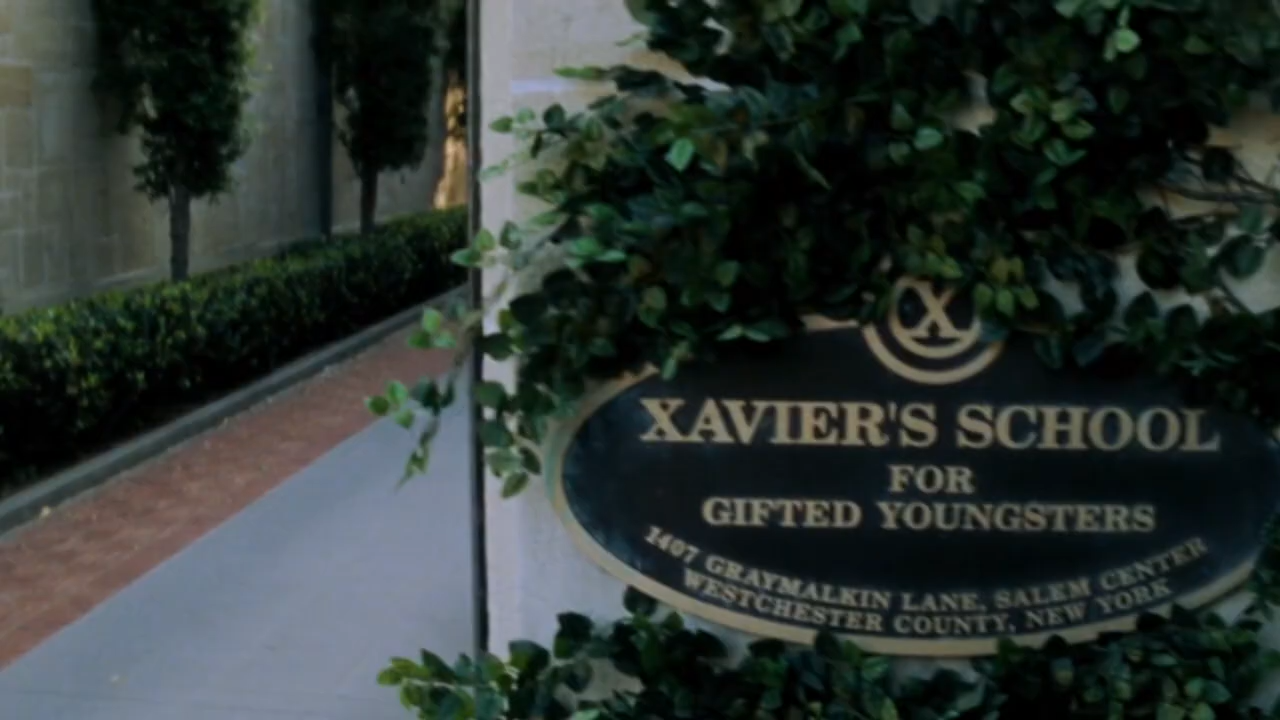 X
XAVIER'S SCHOOL
FOR
GIFTED YOUNGSTERS
1407 GRAYMALKIN LANE, SALEM CENTER
WESTCHESTER COUNTY, NEW YORK